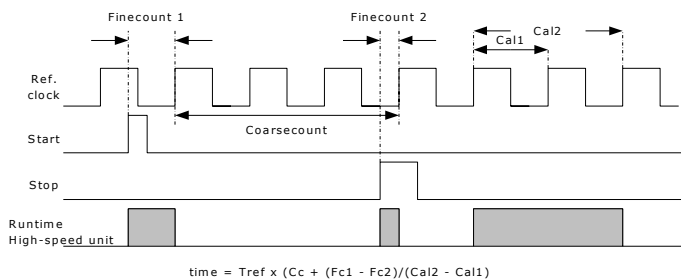 Finecount 1
Finecount 2
Cal2
Cal1
Ref.
clock
Coarsecount
Start
Stop
Runtime
High-speed unit
time = Tref x (Cc + (Fc1 - Fc2)/(Cal2 - Cal1)